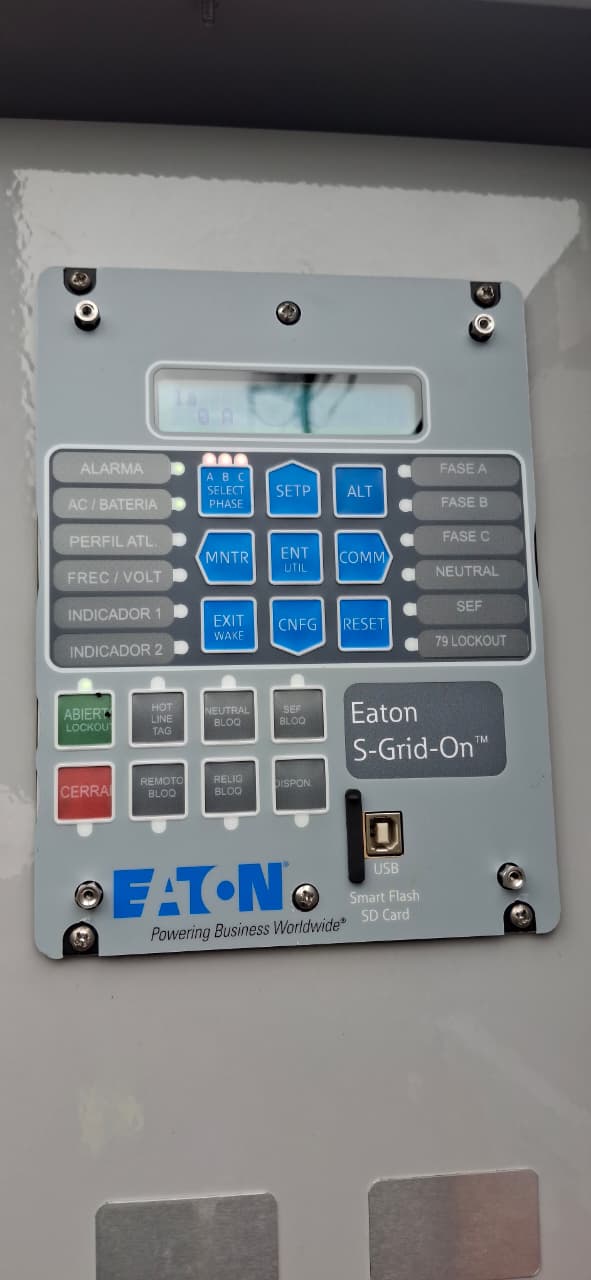 Ia
0 A
ALARMA
AC / BATERIA
PERFIL ATL.
FREC / VOLT
INDICADOR 1
INDICADOR 2
A B C
SELECT
PHASE
SETP
ALT
MNTR
ENT
UTIL
COMM
EXIT
WAKE
CNFG
RESET
FASE A
FASE B
FASE C
NEUTRAL
SEF
79 LOCKOUT
ABIERT
LOCKOUT
HOT
LINE
TAG
NEUTRAL
BLOQ
SEF
BLOQ
CERRA
REMOTO
BLOQ
RELIG
BLOQ
DISPON.
Eaton
S-Grid-On™
USB
Smart Flash
SD Card
EATON®
Powering Business Worldwide®